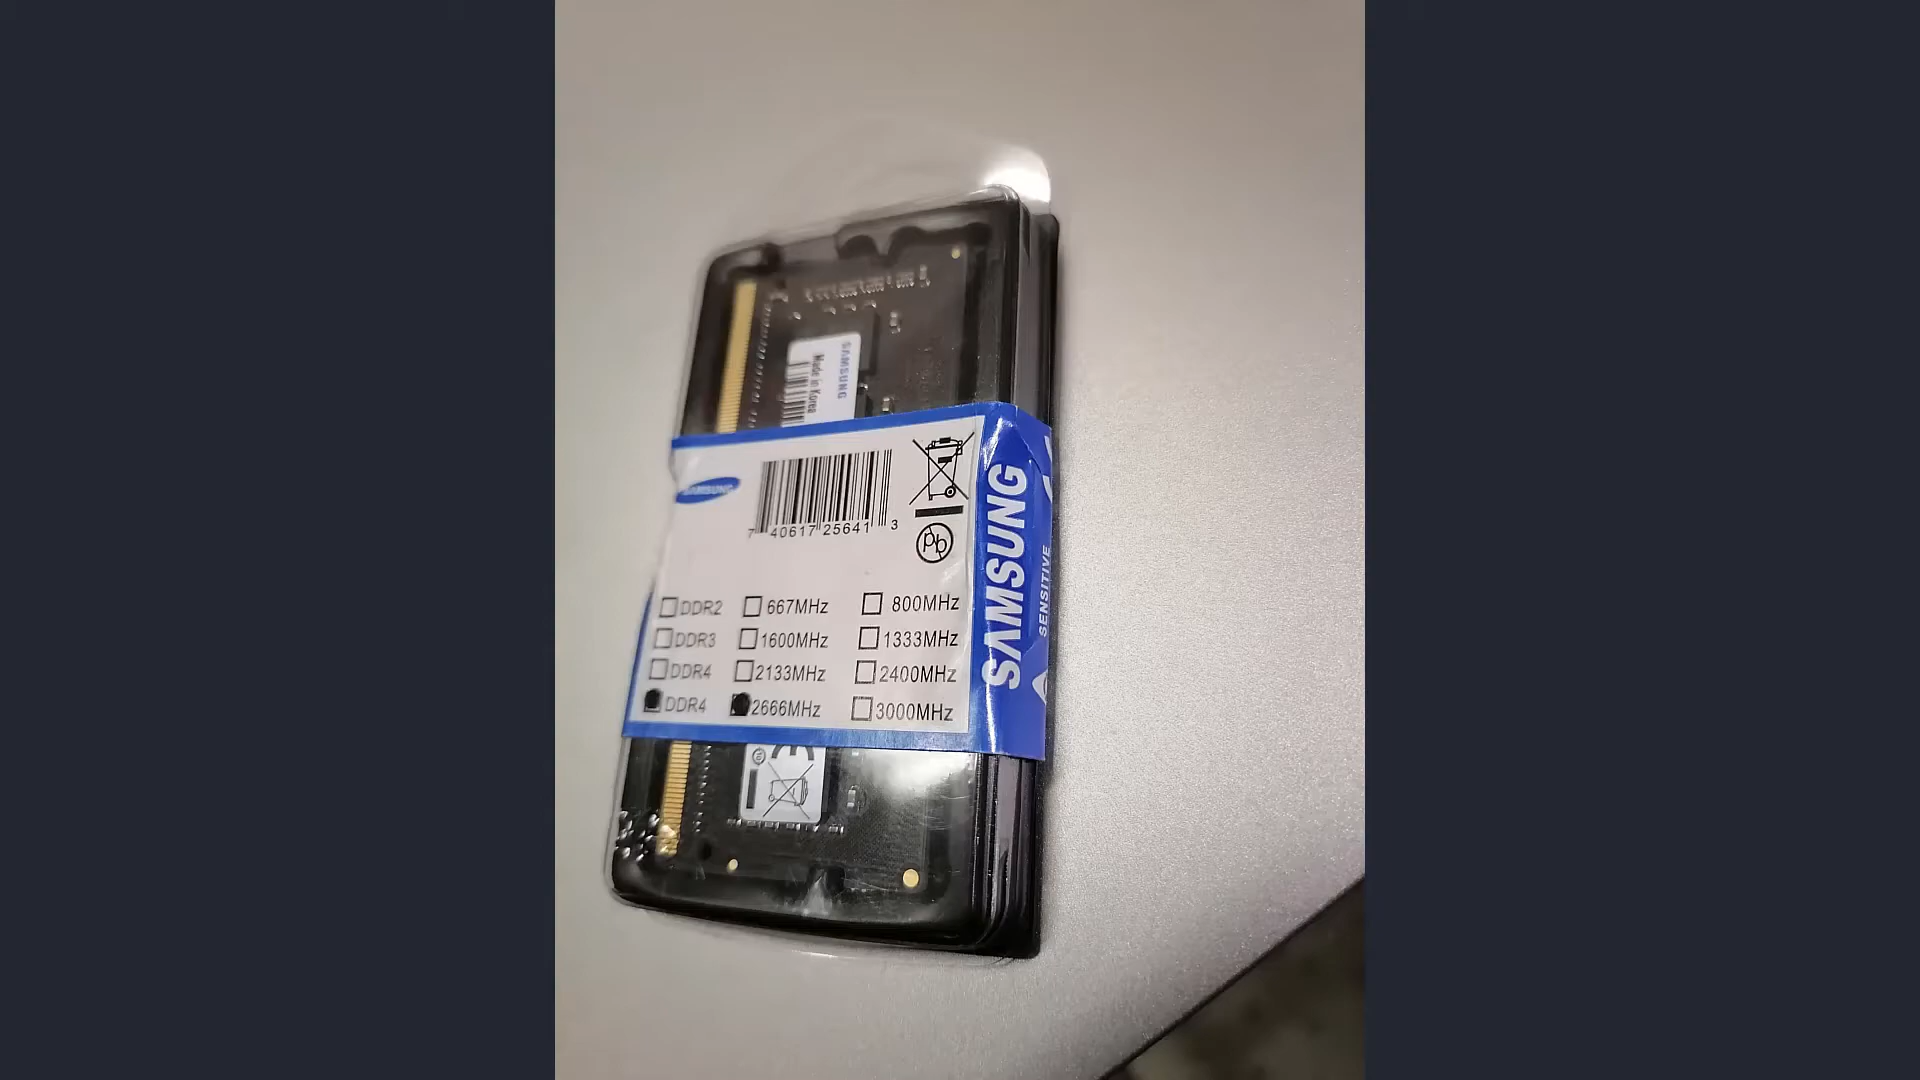 SAMSUNG
Made in Korea
SAMSUNG
7 40617 25641 3
Pb
SAMSUNG
SENSITIVE
DDR2 667MHz 800MHz
DDR3 1600MHz 1333MHz
DDR4 2133MHz 2400MHz
DDR4 2666MHz 3000MHz
CE